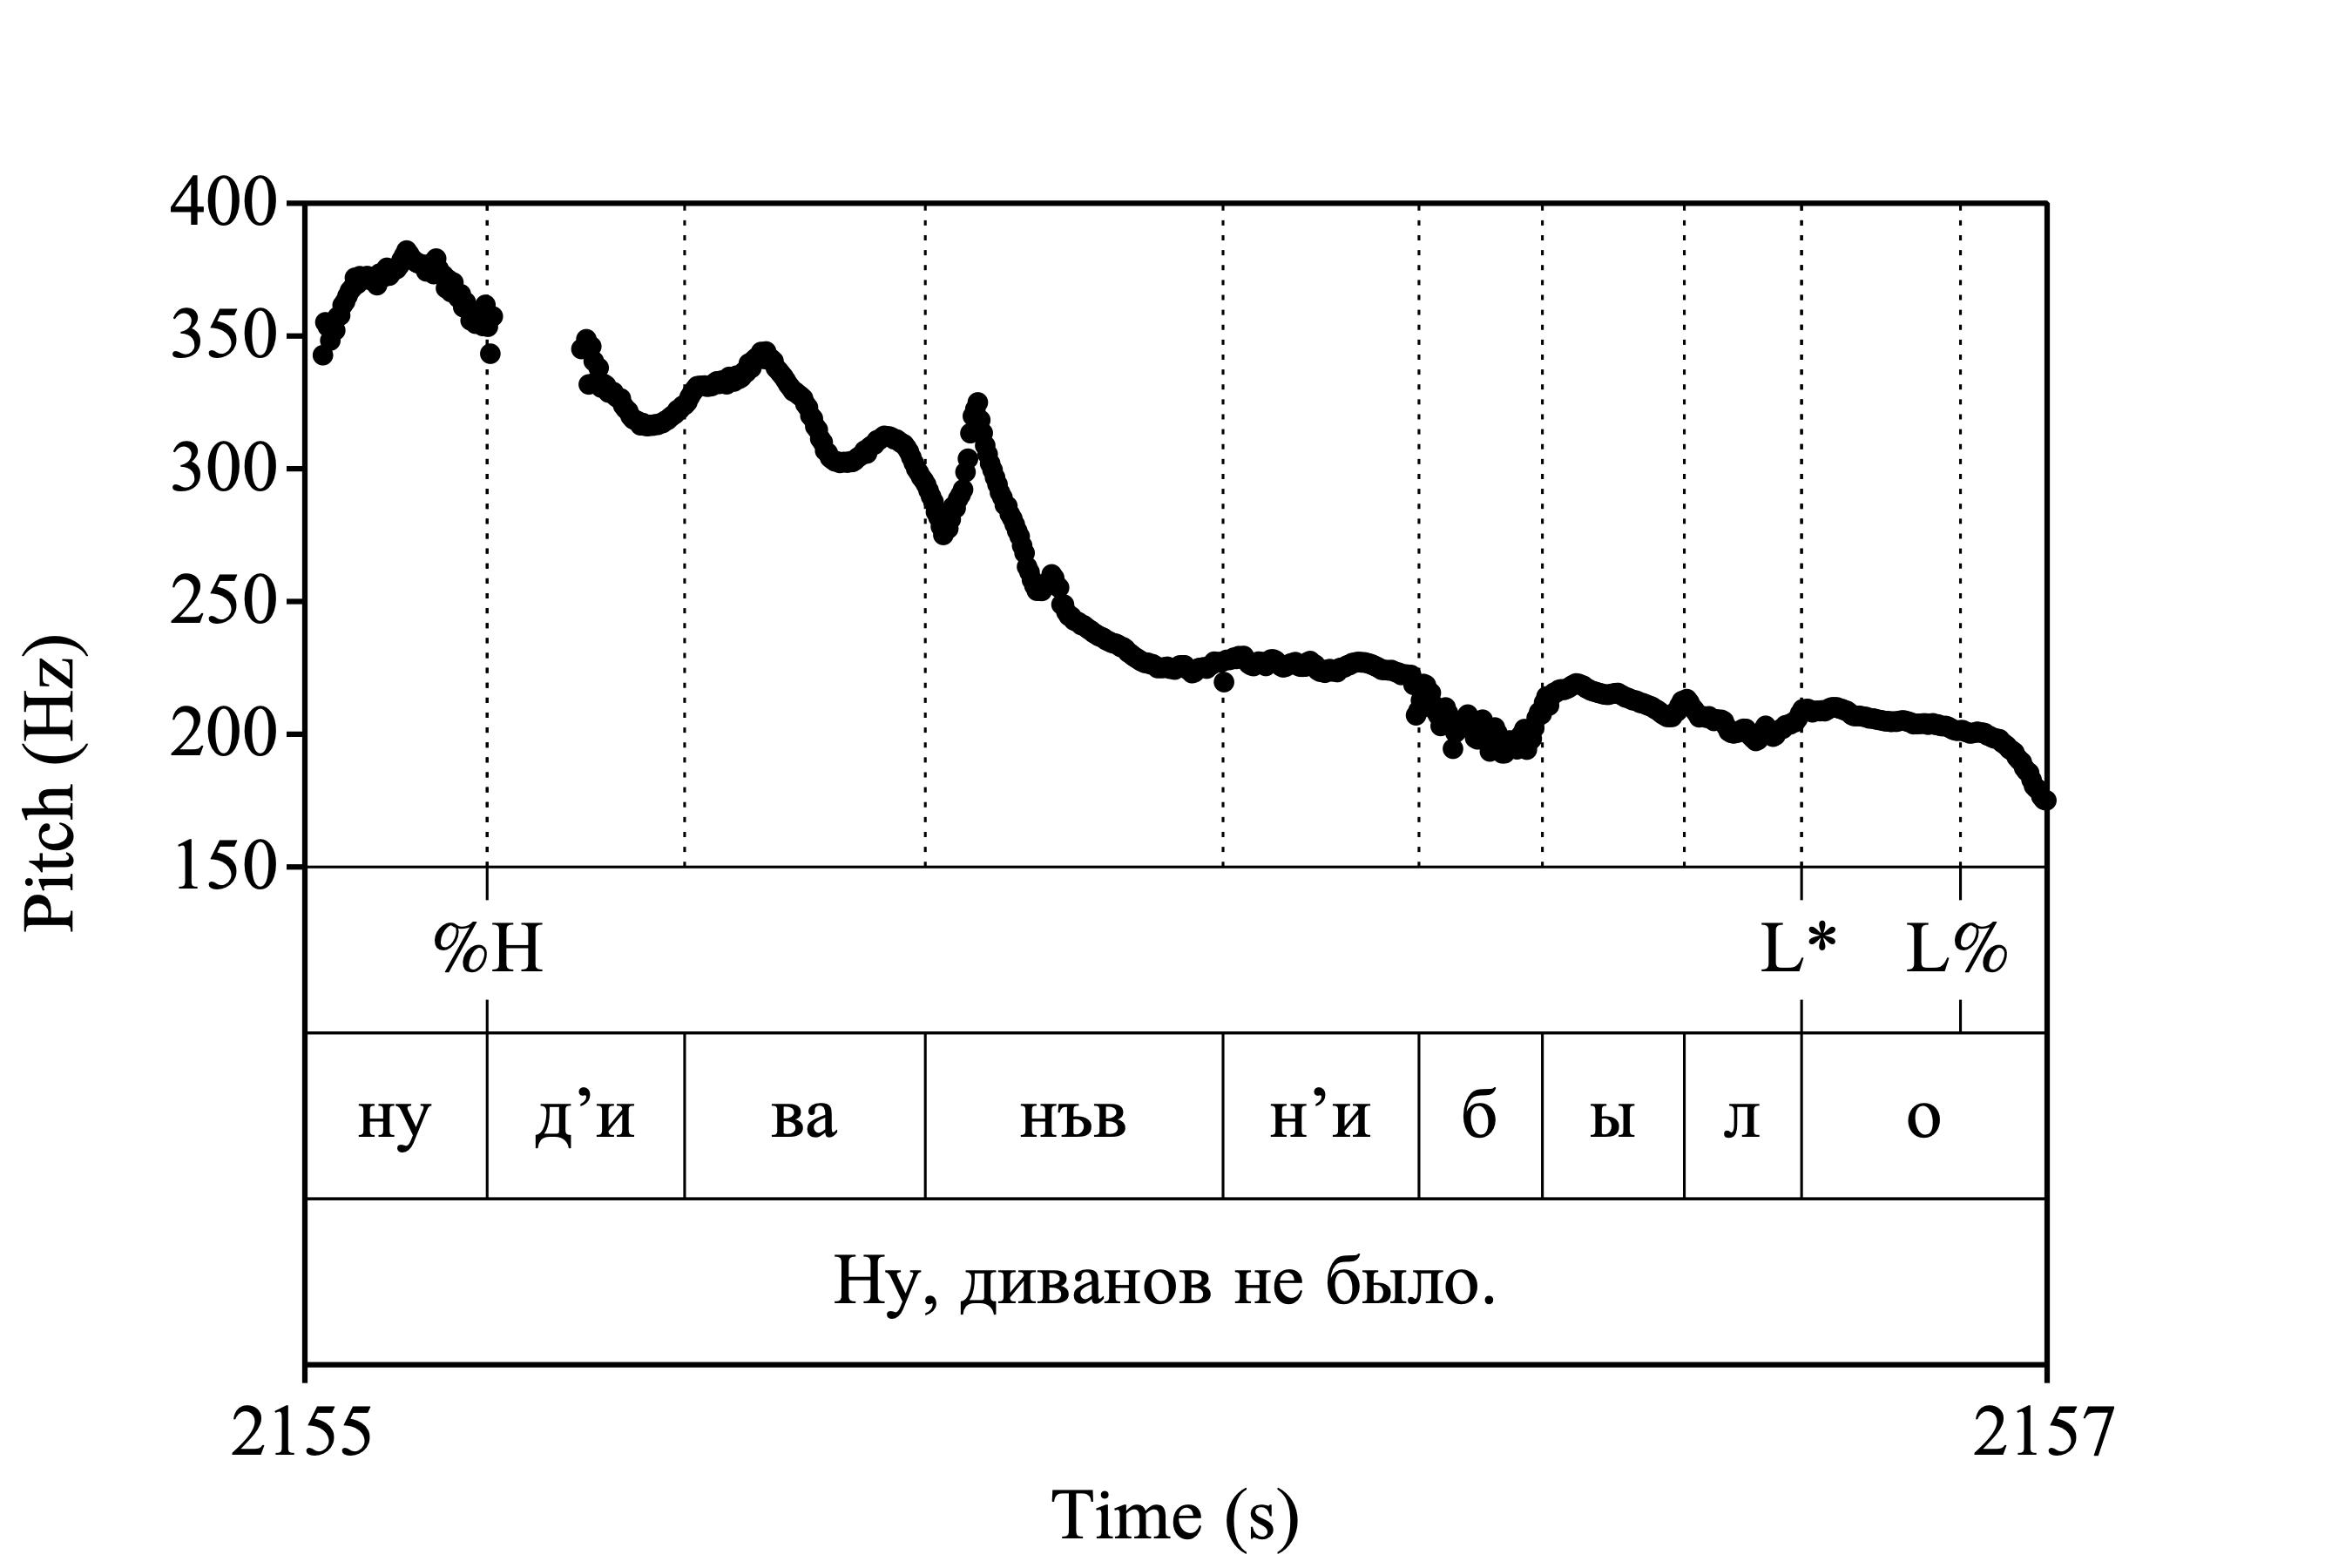 400
350
300
250
200
150
Pitch (Hz)
%H L* L%
ну д’и ва нъв н’и б ы л о
Ну, диванов не было.
2155 2157
Time (s)